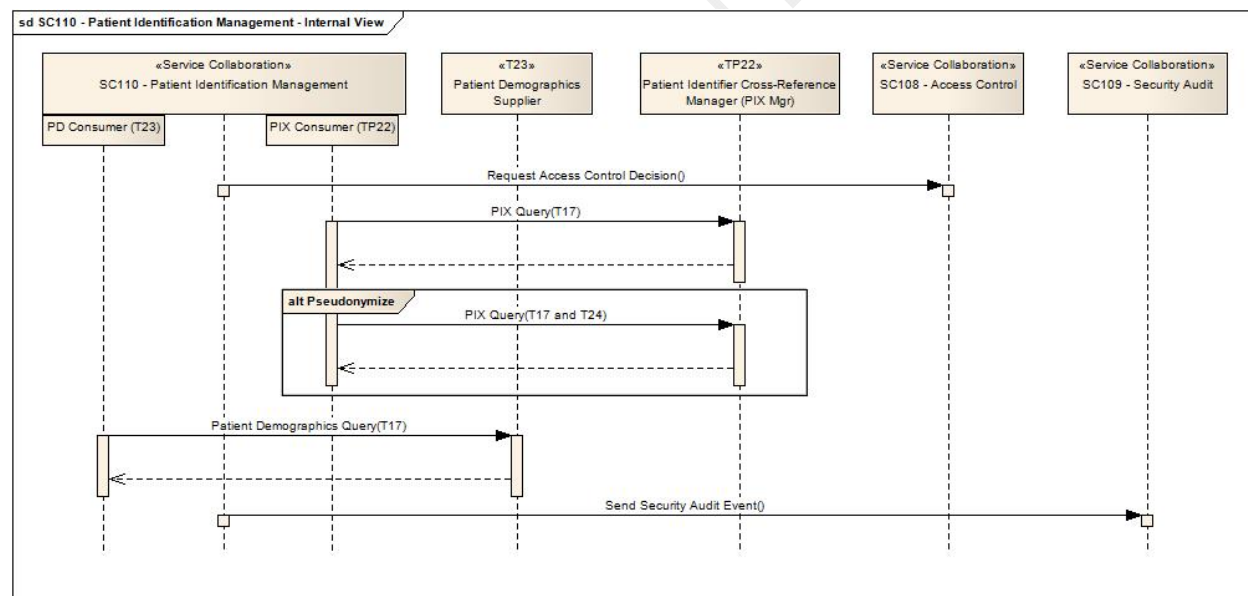 sd SC110 - Patient Identification Management - Internal View
«Service Collaboration»
SC110 - Patient Identification Management
«T23»
Patient Demographics
Supplier
«TP22»
Patient Identifier Cross-Reference
Manager (PIX Mgr)
«Service Collaboration»
SC108 - Access Control
«Service Collaboration»
SC109 - Security Audit
PD Consumer (T23)
PIX Consumer (TP22)
Request Access Control Decision()
PIX Query(T17)
alt Pseudonymize
PIX Query(T17 and T24)
Patient Demographics Query(T17)
Send Security Audit Event()